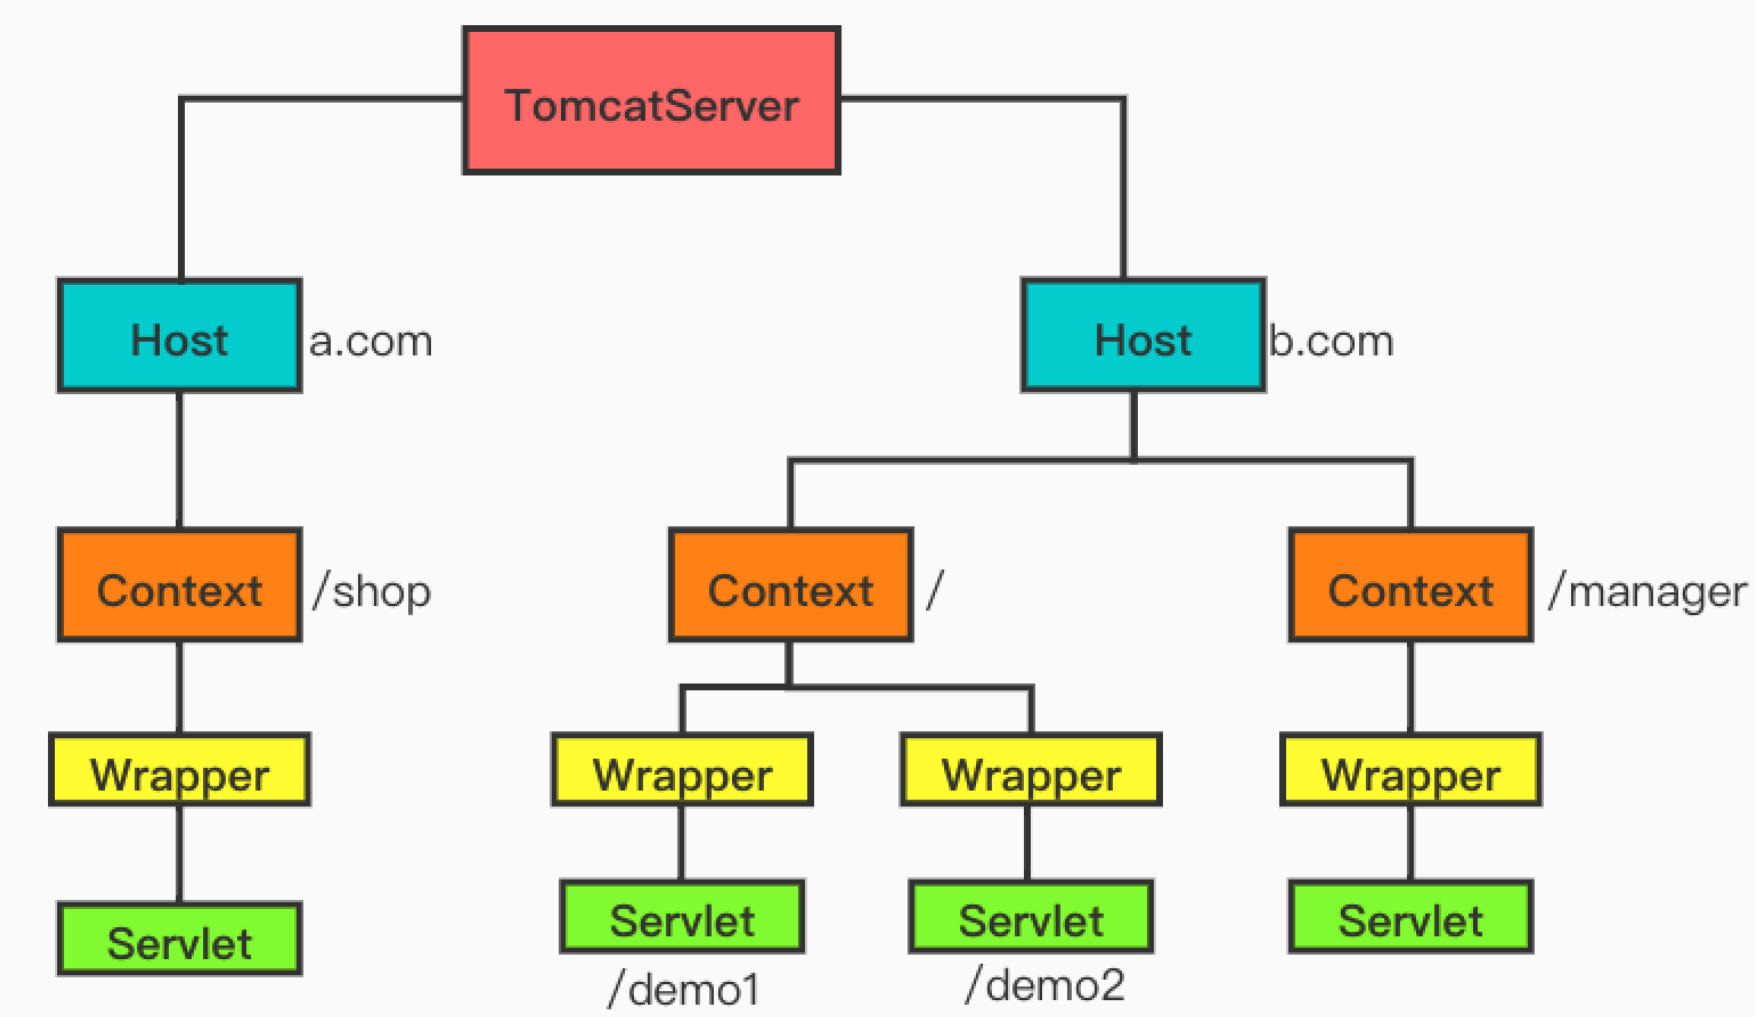 TomcatServer
Host a.com
Host b.com
Context /shop
Context /
Context /manager
Wrapper
Wrapper
Wrapper
Wrapper
Servlet
Servlet
Servlet
Servlet
/demo1
/demo2